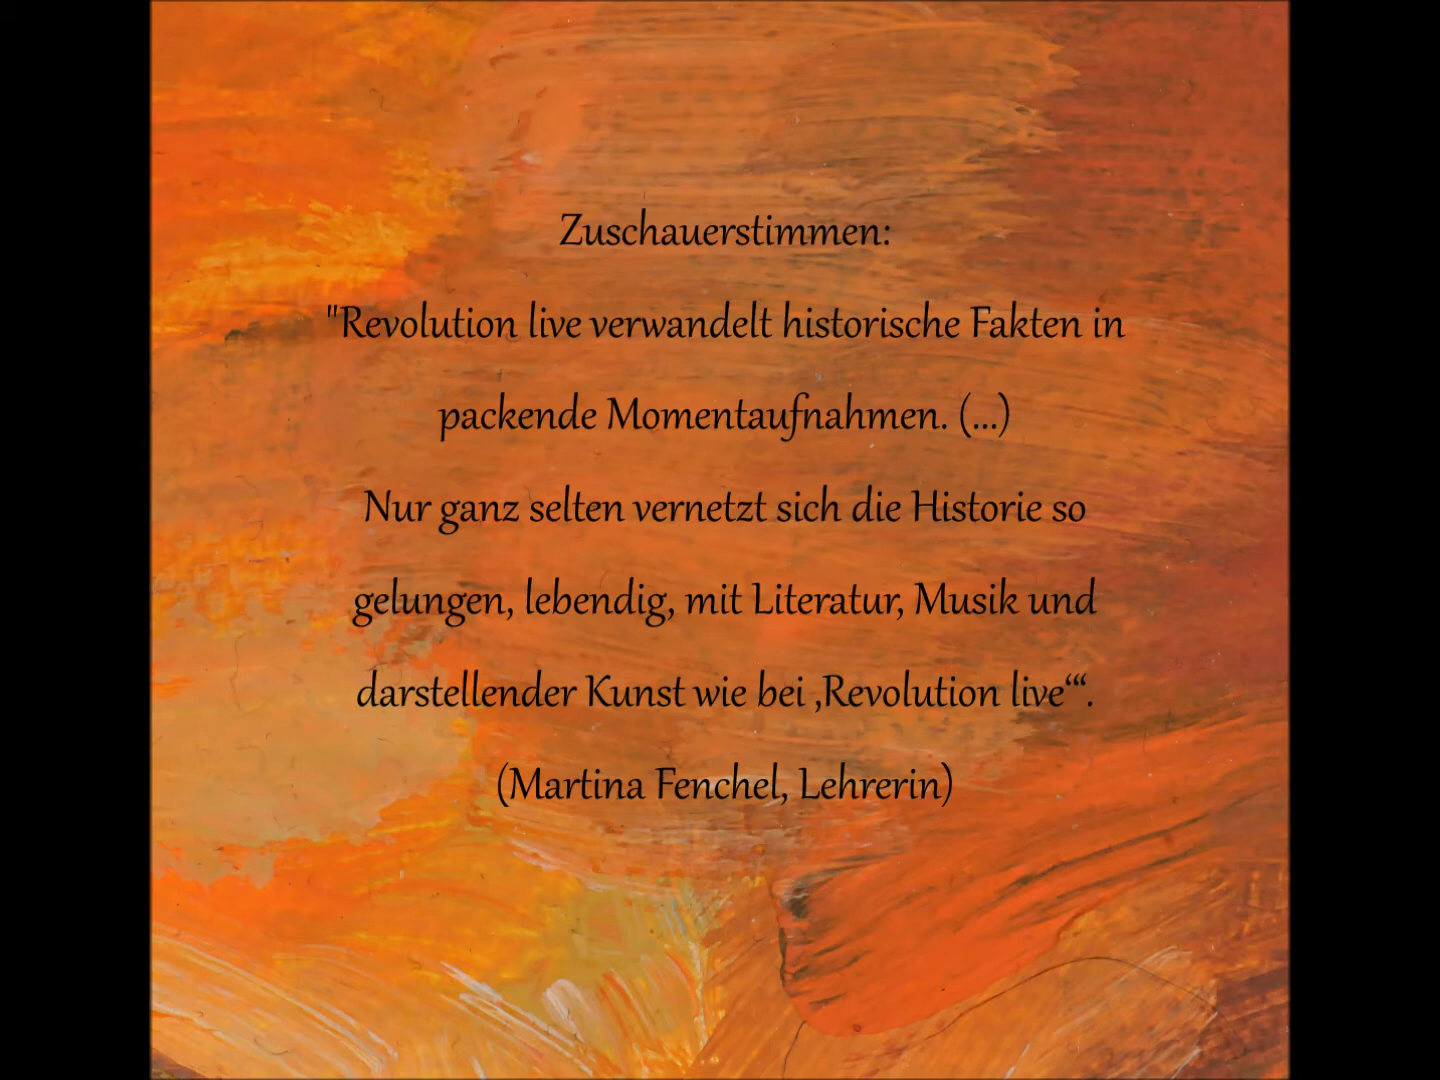 Zuschauerstimmen:
"Revolution live verwandelt historische Fakten in
packende Momentaufnahmen. (...)
Nur ganz selten vernetzt sich die Historie so
gelungen, lebendig, mit Literatur, Musik und
darstellender Kunst wie bei ‚Revolution live‘“.
(Martina Fenchel, Lehrerin)